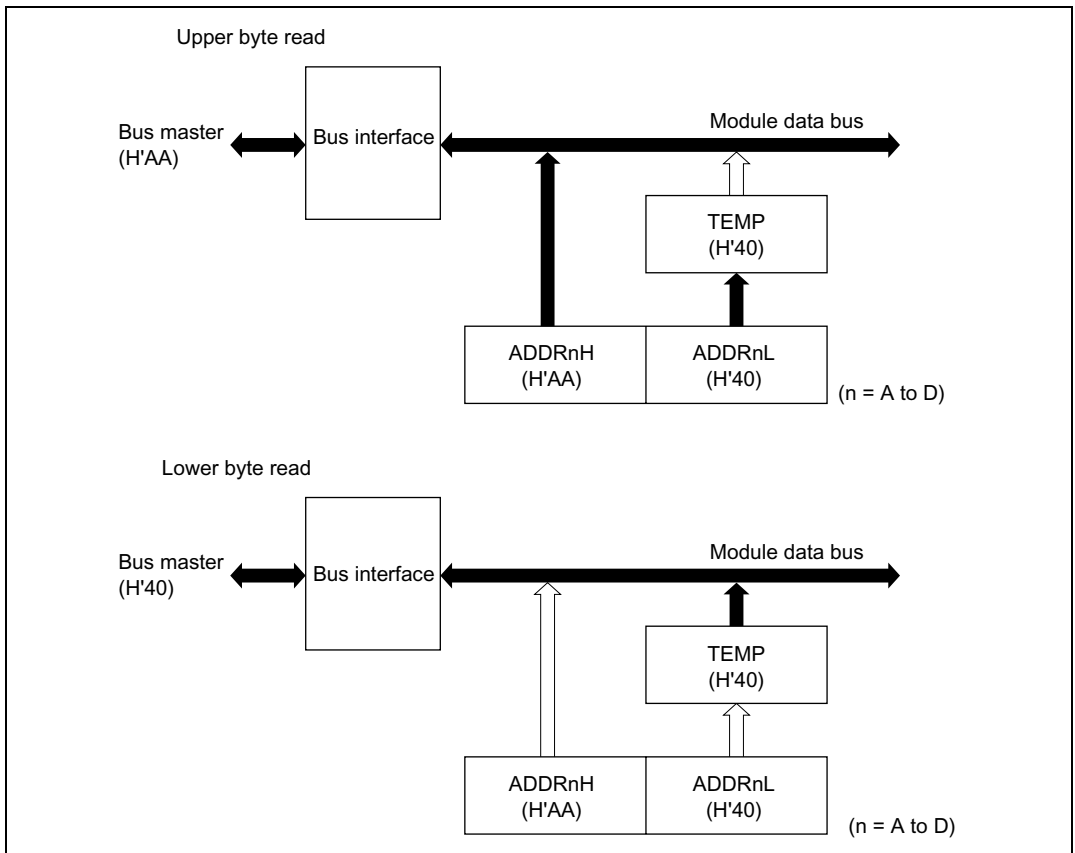 Upper byte read
Bus master
(H'AA)
Bus interface
Module data bus
TEMP
(H'40)
ADDRnH
(H'AA)
ADDRnL
(H'40)
(n = A to D)
Lower byte read
Bus master
(H'40)
Bus interface
Module data bus
TEMP
(H'40)
ADDRnH
(H'AA)
ADDRnL
(H'40)
(n = A to D)